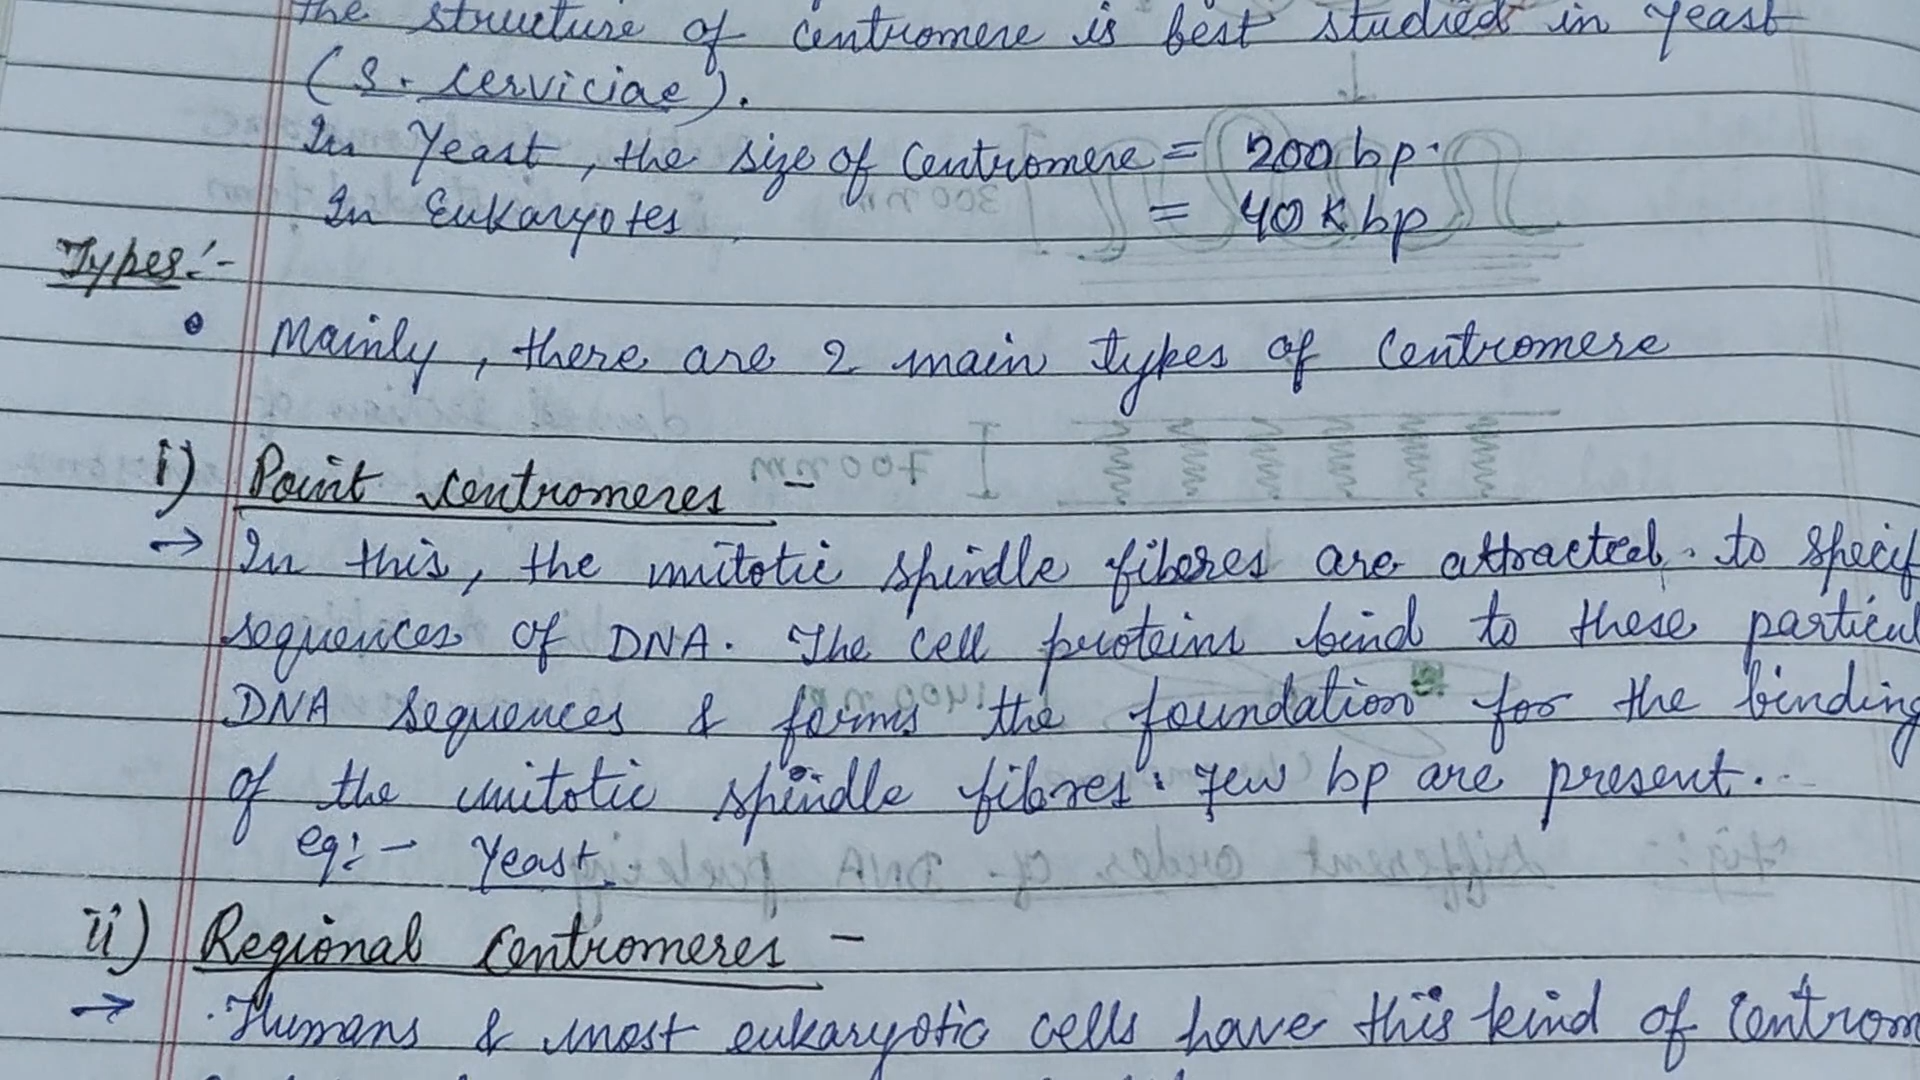 the structure of centromere is best studied in yeast
(S. cerviciae).
In Yeast, the size of Centromere = 200 bp.
In Eukaryotes = 40 K bp
Types:-
• Mainly, there are 2 main types of Centromere
i) Point centromeres -
→ In this, the mitotic spindle fibres are attracted. to specif
sequences of DNA. The cell proteins bind to these particul
DNA sequences & forms the foundation for the binding
of the mitotic spindle fibres. Few bp are present..
eg:- Yeast.
ii) Regional Centromeres -
→ .Humans & most eukaryotic cells have this kind of Centrom